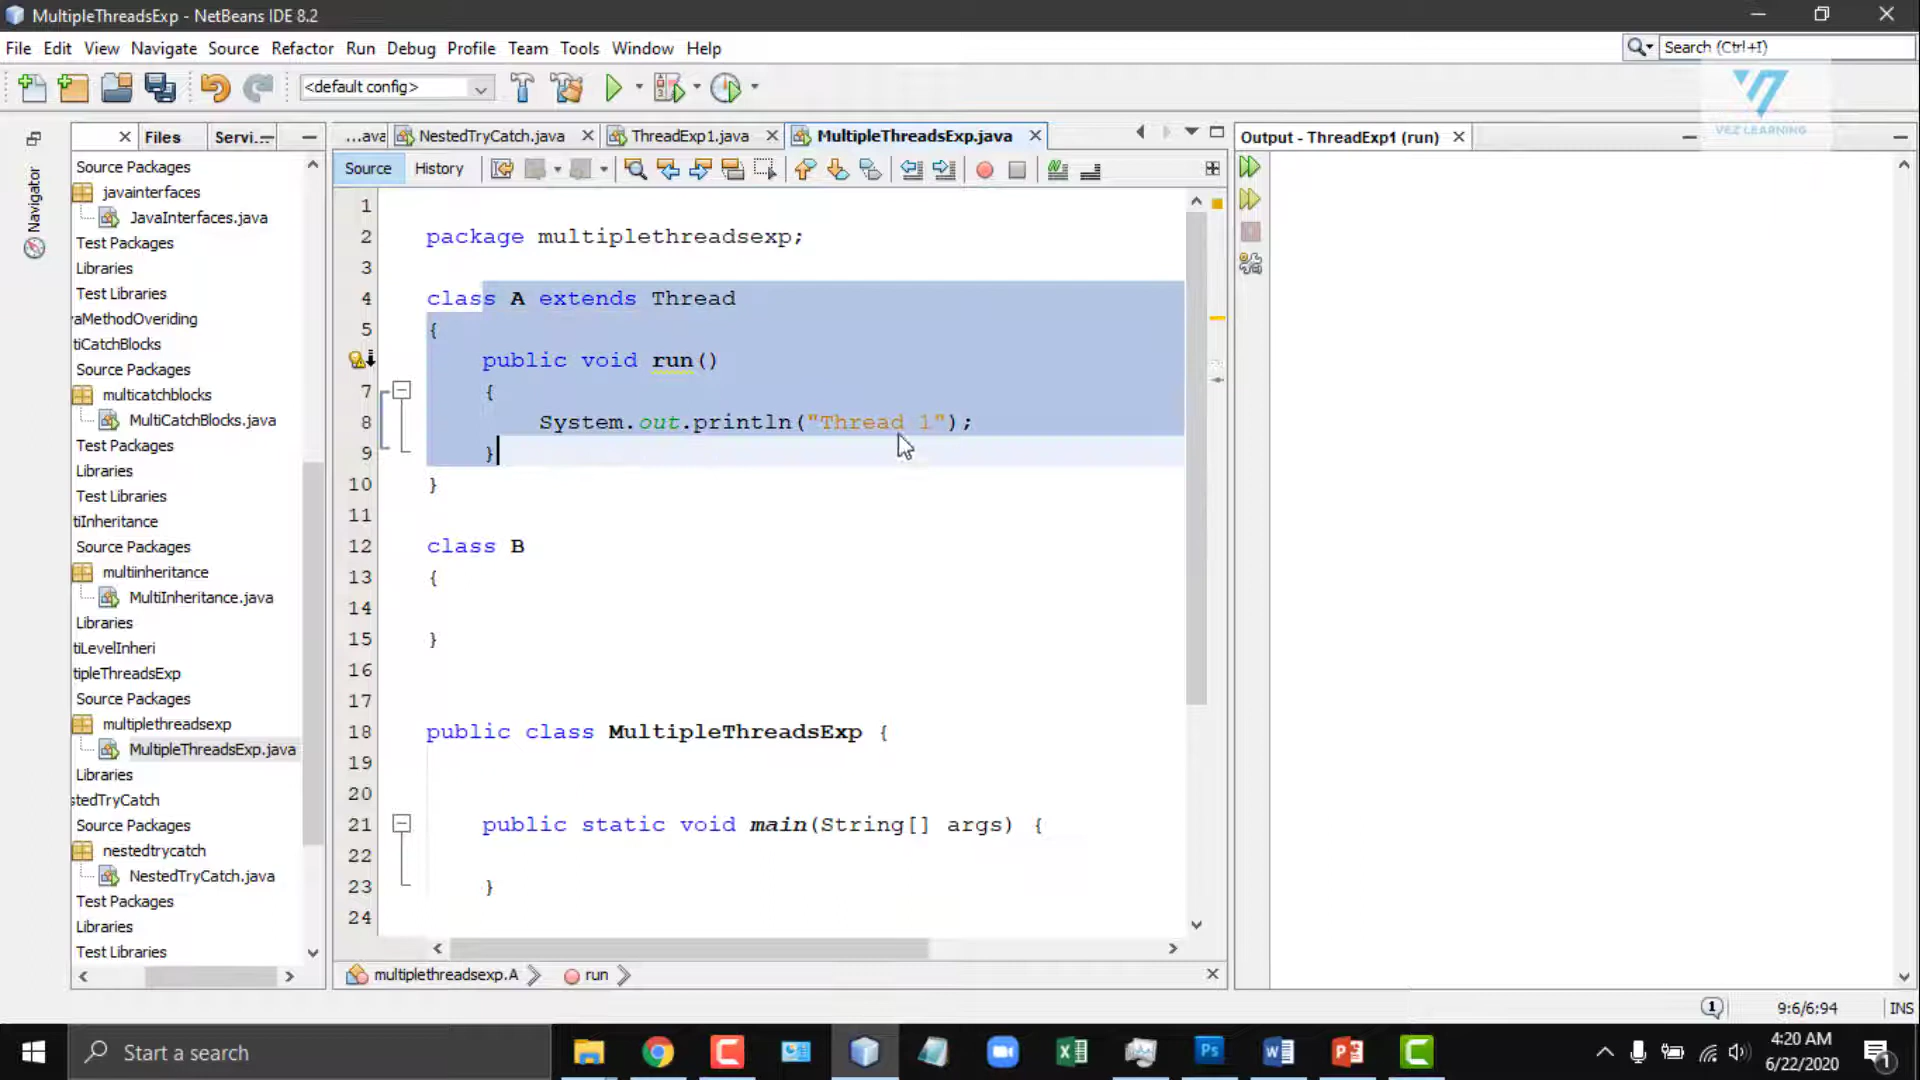 MultipleThreadsExp - NetBeans IDE 8.2
File Edit View Navigate Source Refactor Run Debug Profile Team Tools Window Help
Search (Ctrl+I)
<default config>
VEZ LEARNING
Files Servi...
...ava NestedTryCatch.java ThreadExp1.java MultipleThreadsExp.java
Output - ThreadExp1 (run)
Source History
Navigator
Source Packages
javainterfaces
JavaInterfaces.java
Test Packages
Libraries
Test Libraries
vaMethodOveriding
tiCatchBlocks
Source Packages
multicatchblocks
MultiCatchBlocks.java
Test Packages
Libraries
Test Libraries
tiInheritance
Source Packages
multiinheritance
MultiInheritance.java
Libraries
tiLevelInheri
tipleThreadsExp
Source Packages
multiplethreadsexp
MultipleThreadsExp.java
Libraries
stedTryCatch
Source Packages
nestedtrycatch
NestedTryCatch.java
Test Packages
Libraries
Test Libraries
1
2 package multiplethreadsexp;
3
4 class A extends Thread
5 {
public void run()
7 {
8 System.out.println("Thread 1");
9 }
10 }
11
12 class B
13 {
14
15 }
16
17
18 public class MultipleThreadsExp {
19
20
21 public static void main(String[] args) {
22
23 }
24
multiplethreadsexp.A run
1 9:6/6:94 INS
Start a search
4:20 AM
6/22/2020
1